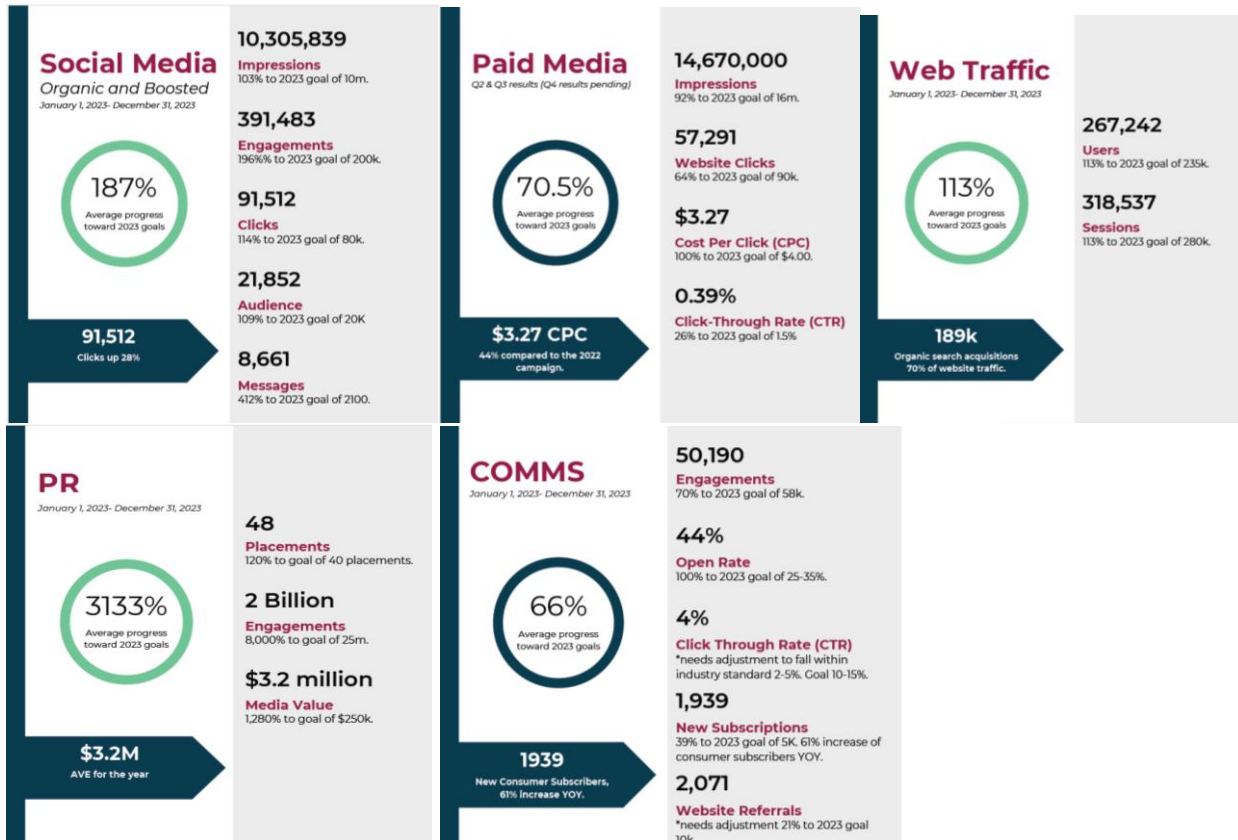 Social Media
Organic and Boosted
January 1, 2023- December 31, 2023
187%
Average progress
toward 2023 goals
91,512
Clicks up 28%
10,305,839
Impressions
103% to 2023 goal of 10m.
391,483
Engagements
196%% to 2023 goal of 200k.
91,512
Clicks
114% to 2023 goal of 80k.
21,852
Audience
109% to 2023 goal of 20K
8,661
Messages
412% to 2023 goal of 2100.
Paid Media
Q2 & Q3 results (Q4 results pending)
70.5%
Average progress
toward 2023 goals
$3.27 CPC
44% compared to the 2022
campaign.
14,670,000
Impressions
92% to 2023 goal of 16m.
57,291
Website Clicks
64% to 2023 goal of 90k.
$3.27
Cost Per Click (CPC)
100% to 2023 goal of $4.00.
0.39%
Click-Through Rate (CTR)
26% to 2023 goal of 1.5%
Web Traffic
January 1, 2023- December 31, 2023
113%
Average progress
toward 2023 goals
189k
Organic search acquisitions
70% of website traffic.
267,242
Users
113% to 2023 goal of 235k.
318,537
Sessions
113% to 2023 goal of 280k.
PR
January 1, 2023- December 31, 2023
3133%
Average progress
toward 2023 goals
$3.2M
AVE for the year
48
Placements
120% to goal of 40 placements.
2 Billion
Engagements
8,000% to goal of 25m.
$3.2 million
Media Value
1,280% to goal of $250k.
COMMS
January 1, 2023- December 31, 2023
66%
Average progress
toward 2023 goals
1939
New Consumer Subscribers,
61% increase YOY.
50,190
Engagements
70% to 2023 goal of 58k.
44%
Open Rate
100% to 2023 goal of 25-35%.
4%
Click Through Rate (CTR)
*needs adjustment to fall within
industry standard 2-5%. Goal 10-15%.
1,939
New Subscriptions
39% to 2023 goal of 5K. 61% increase of
consumer subscribers YOY.
2,071
Website Referrals
*needs adjustment 21% to 2023 goal
10k